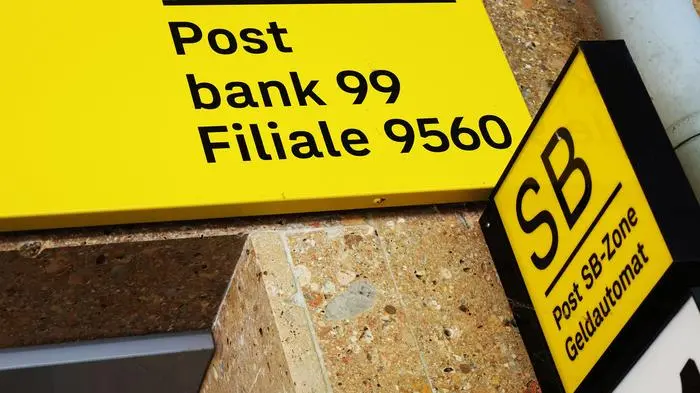 Post
bank 99
Filiale 9560
SB
Post SB-Zone
Geldautomat